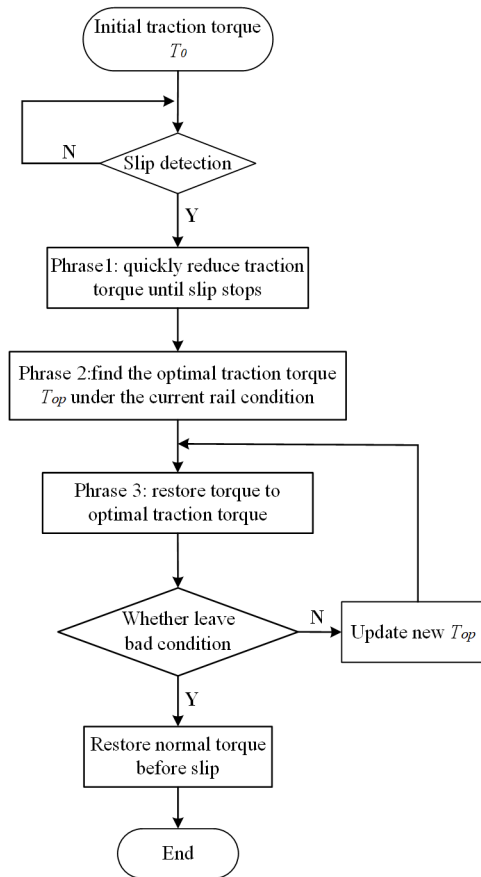 Initial traction torque
T0
N
Slip detection
Y
Phrase1: quickly reduce traction
torque until slip stops
Phrase 2:find the optimal traction torque
Top under the current rail condition
Phrase 3: restore torque to
optimal traction torque
Whether leave
bad condition
N
Update new Top
Y
Restore normal torque
before slip
End